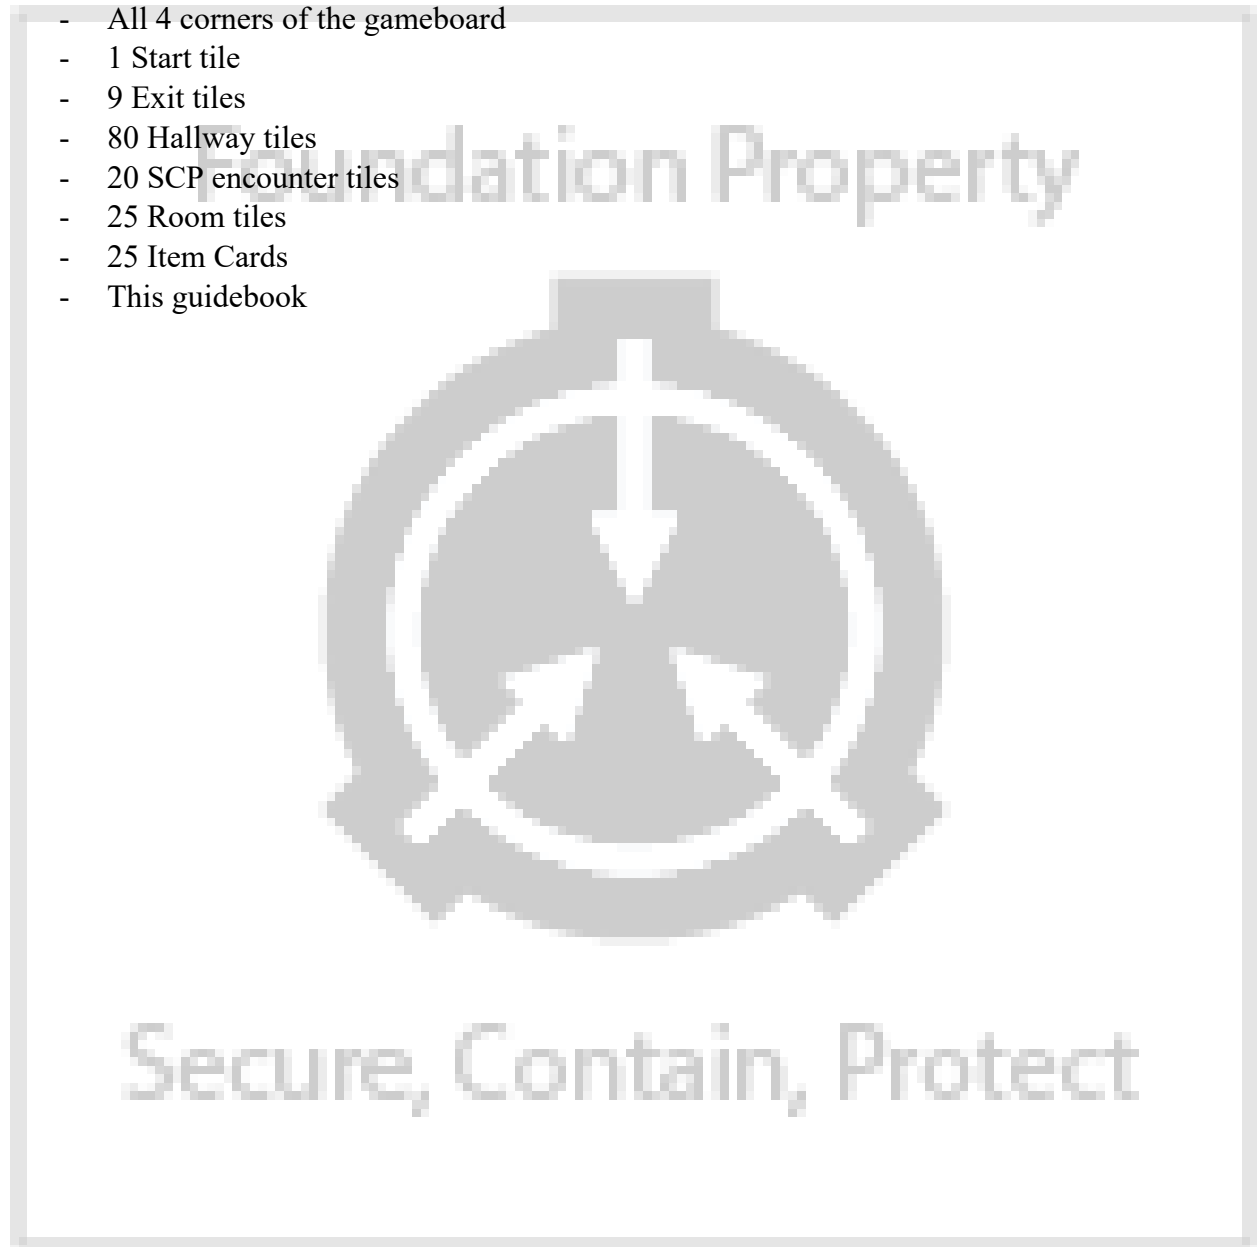 - All 4 corners of the gameboard
- 1 Start tile
- 9 Exit tiles
- 80 Hallway tiles
Foundation Property
- 20 SCP encounter tiles
- 25 Room tiles
- 25 Item Cards
- This guidebook
Secure, Contain, Protect